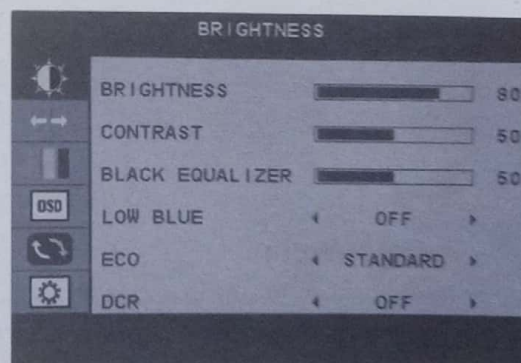 BRIGHTNESS
BRIGHTNESS 80
CONTRAST 50
BLACK EQUALIZER 50
LOW BLUE OFF
OSD
ECO STANDARD
DCR OFF